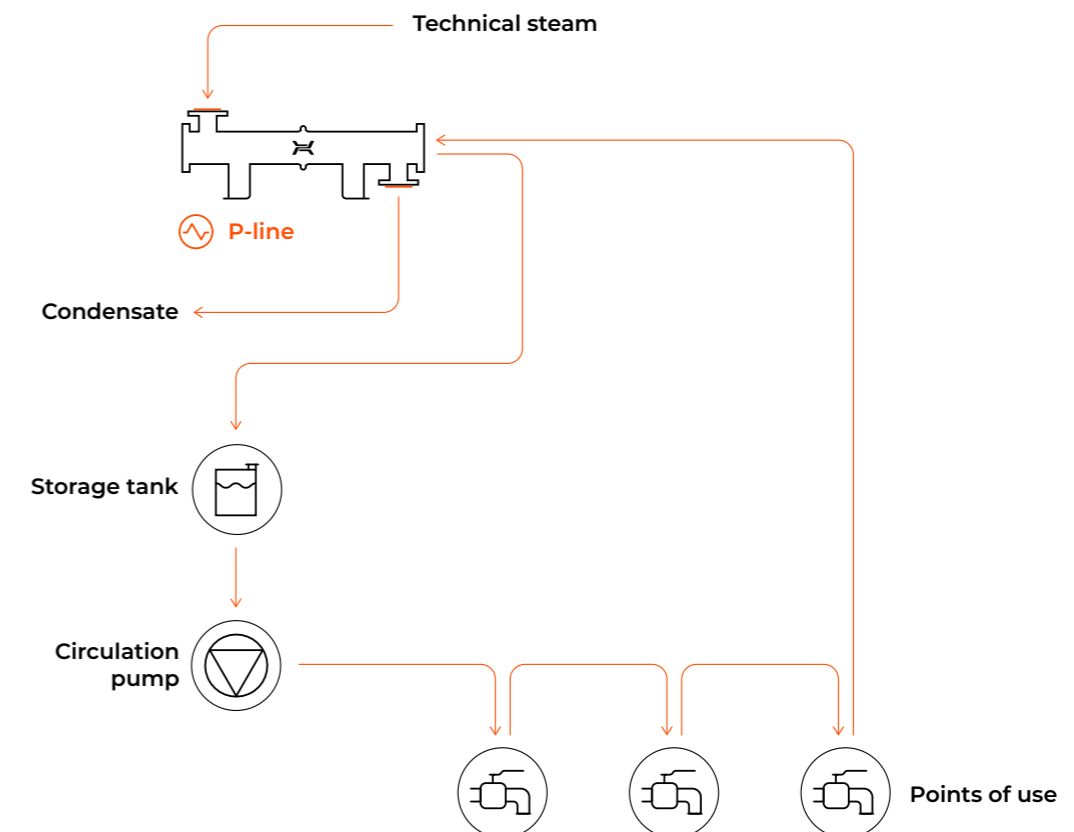 Technical steam
P-line
Condensate
Storage tank
Circulation
pump
Points of use